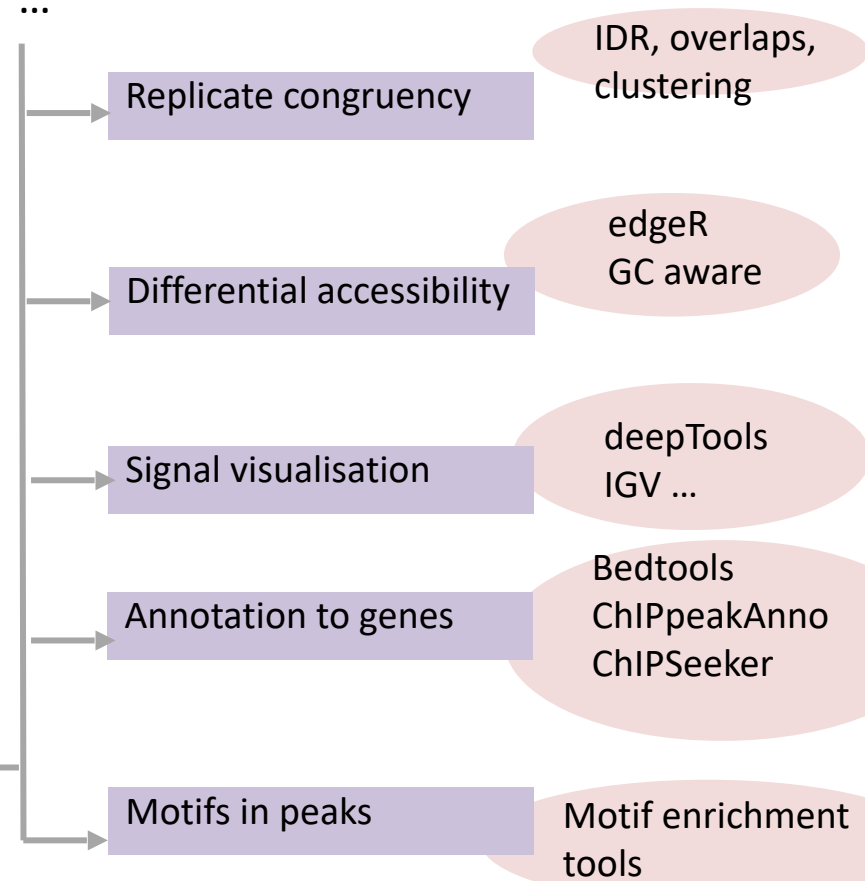 ...
IDR, overlaps,
clustering
Replicate congruency
edgeR
GC aware
Differential accessibility
deepTools
IGV ...
Signal visualisation
Bedtools
ChIPpeakAnno
ChIPSeeker
Annotation to genes
Motifs in peaks
Motif enrichment
tools